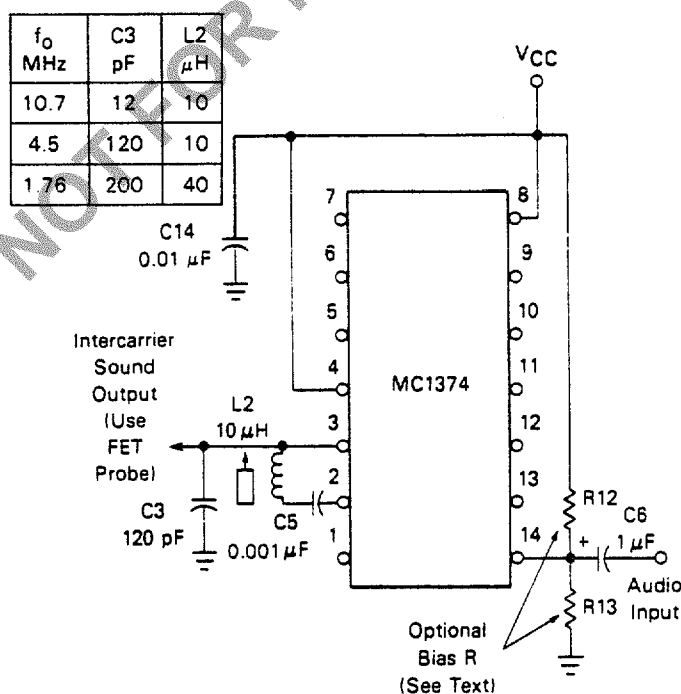 NOT FOR
f₀ MHz C3 pF L2 μH
10.7 12 10
4.5 120 10
1.76 200 40
VCC
C14
0.01 μF
7
6
5
4
3
2
1
8
9
10
11
12
13
14
MC1374
Intercarrier
Sound
Output
(Use
FET
Probe)
L2
10 μH
C3
120 pF
C5
0.001 μF
R12
C6
+
1 μF
Audio
Input
R13
Optional
Bias R
(See Text)